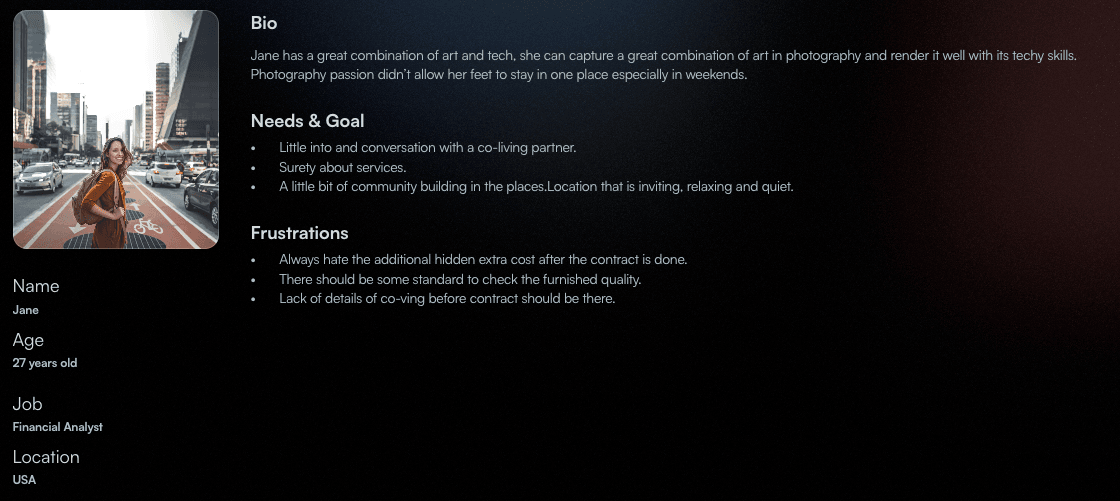 Bio
Jane has a great combination of art and tech, she can capture a great combination of art in photography and render it well with its techy skills.
Photography passion didn’t allow her feet to stay in one place especially in weekends.
Needs & Goal
• Little into and conversation with a co-living partner.
• Surety about services.
• A little bit of community building in the places.Location that is inviting, relaxing and quiet.
Frustrations
• Always hate the additional hidden extra cost after the contract is done.
• There should be some standard to check the furnished quality.
• Lack of details of co-ving before contract should be there.
Name
Jane
Age
27 years old
Job
Financial Analyst
Location
USA